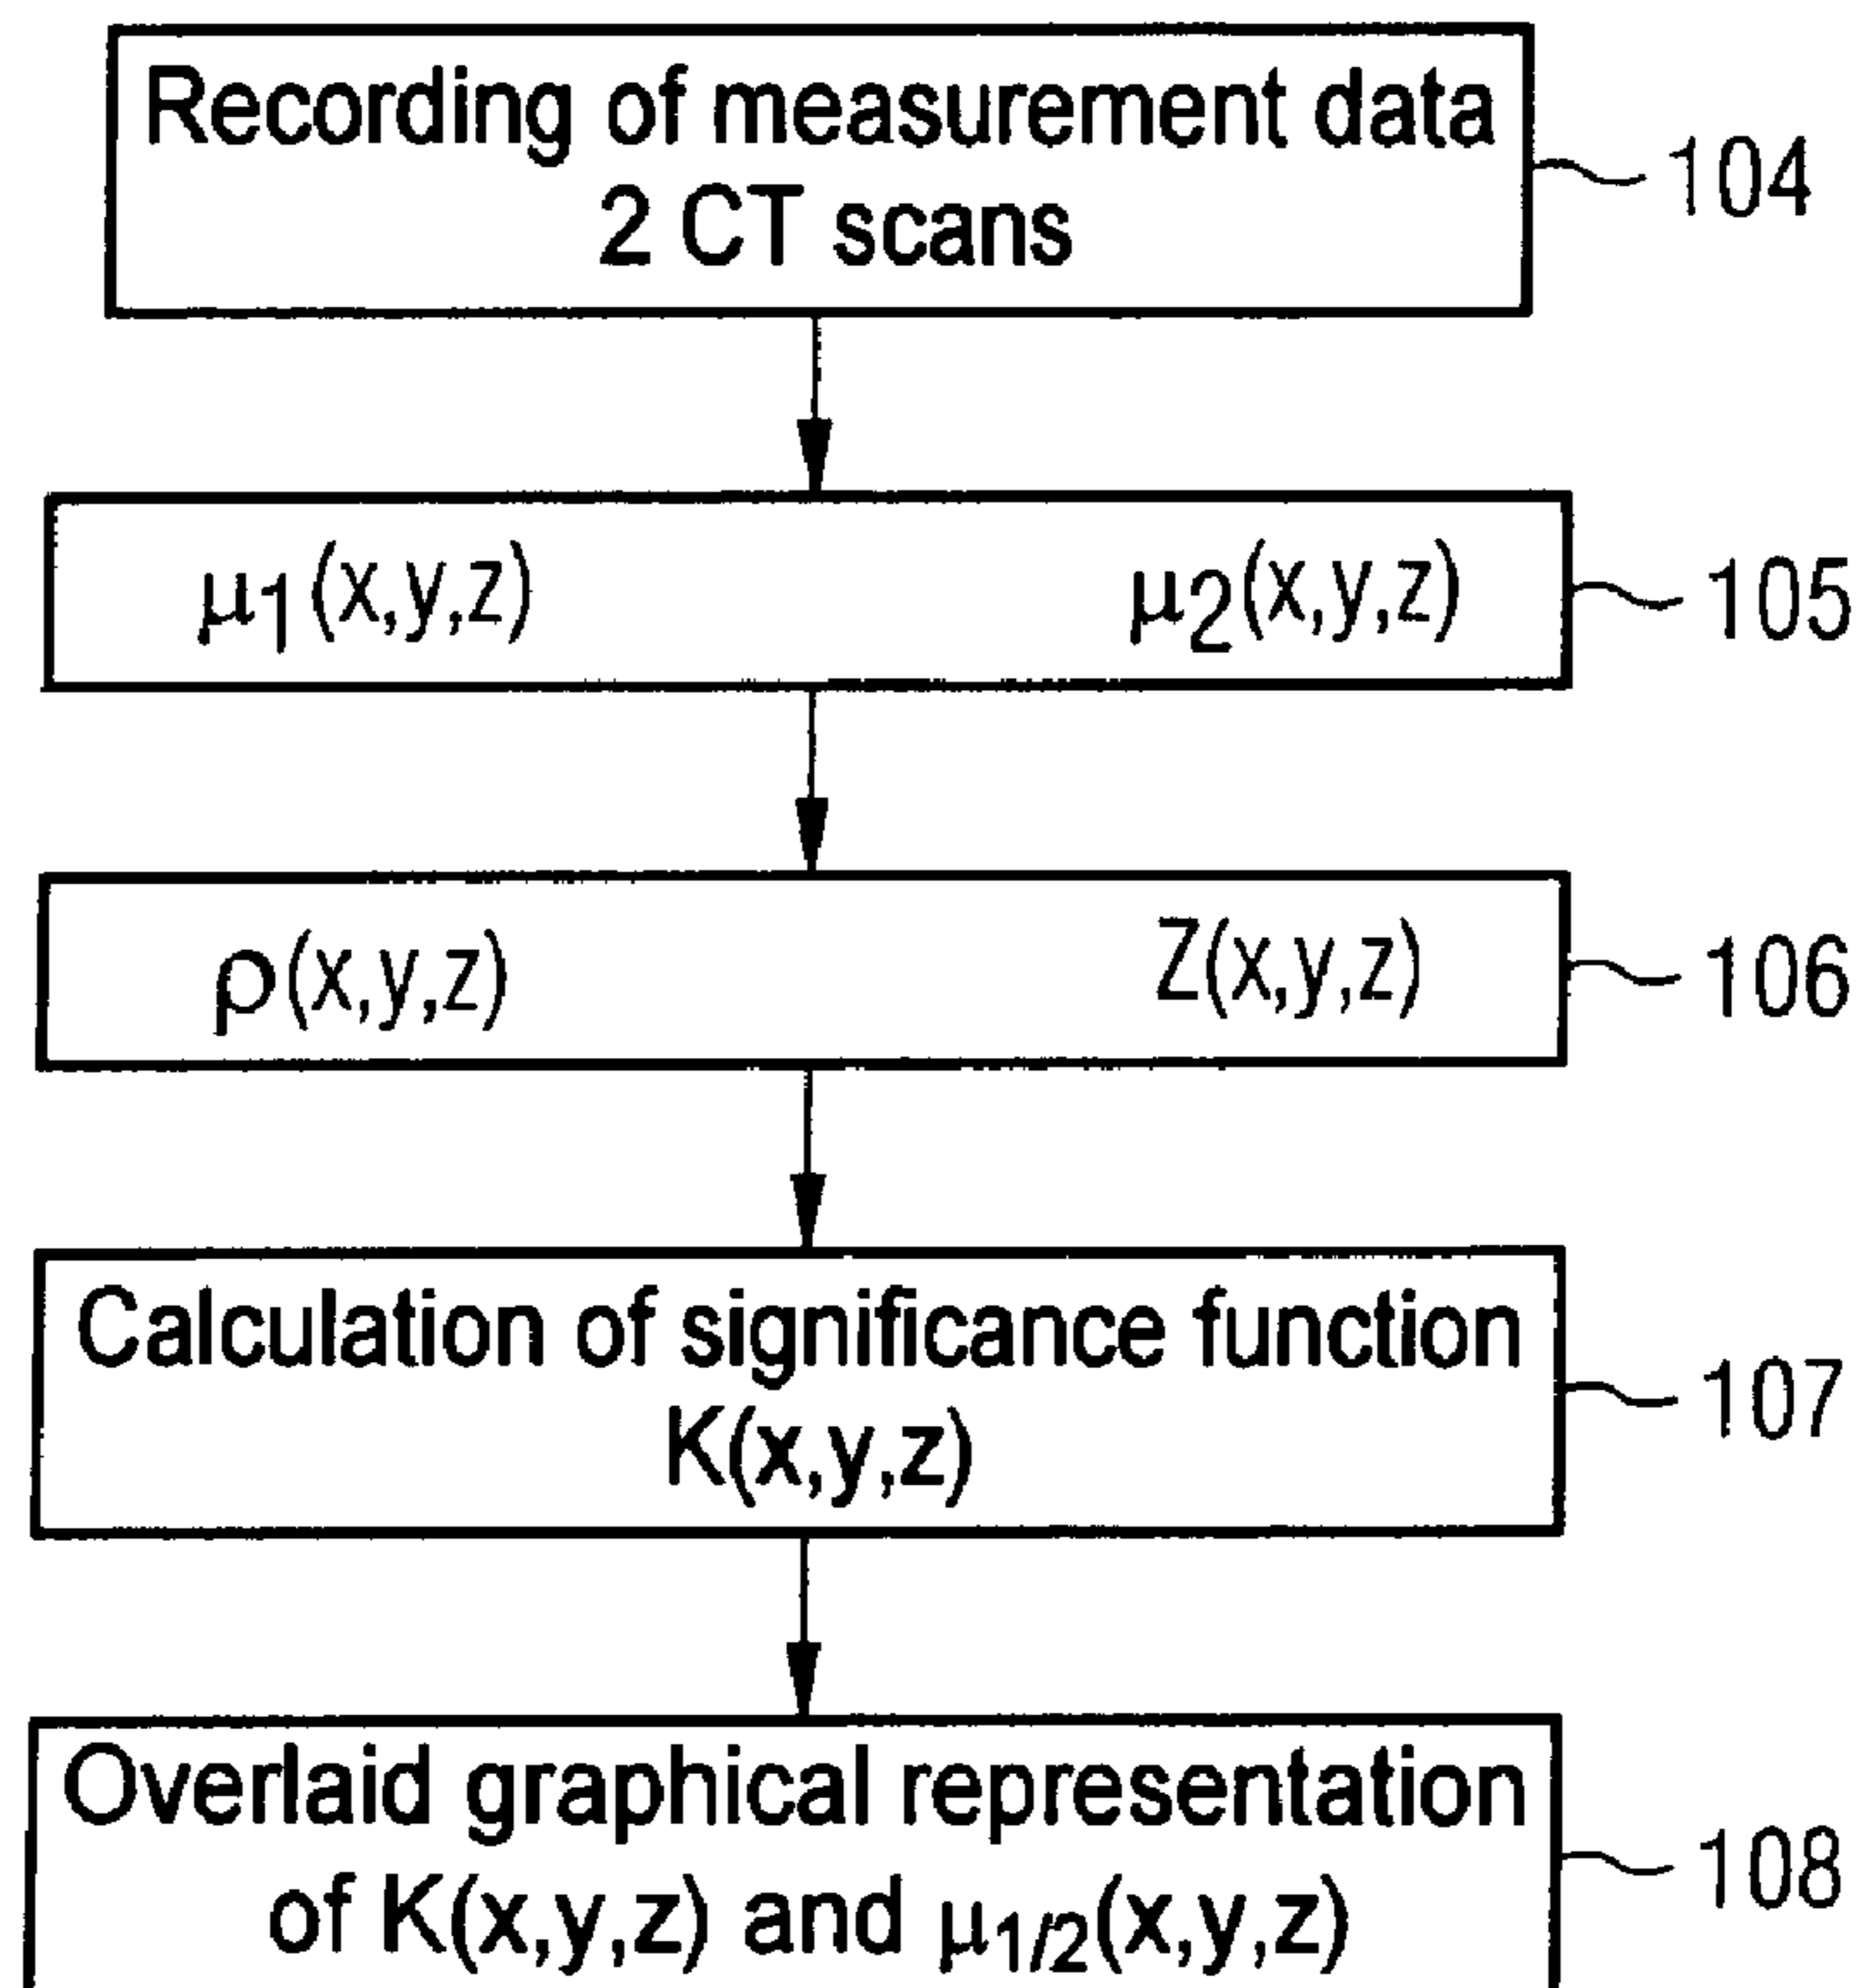 Recording of measurement data
2 CT scans
104
μ1(x,y,z) μ2(x,y,z)
105
ρ(x,y,z) Z(x,y,z)
106
Calculation of significance function
K(x,y,z)
107
Overlaid graphical representation
of K(x,y,z) and μ1/2(x,y,z)
108